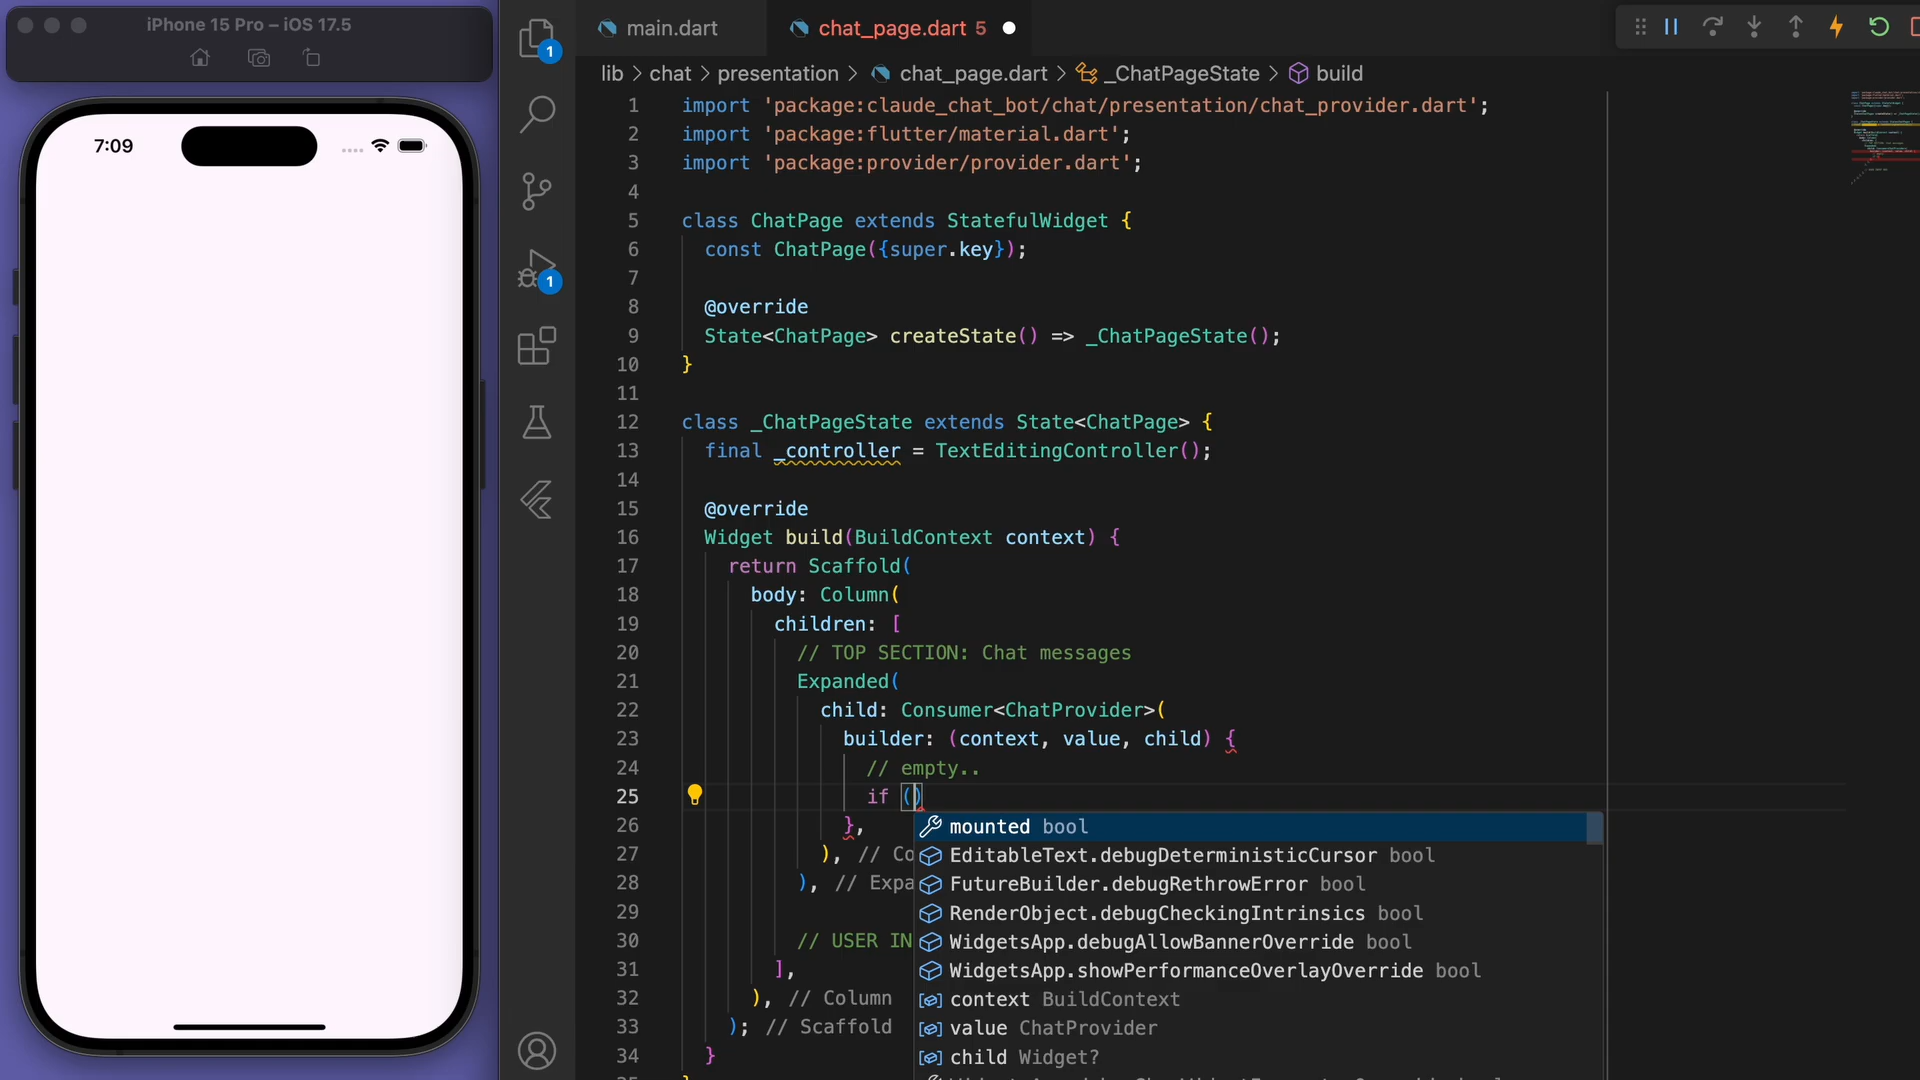 iPhone 15 Pro – iOS 17.5
7:09
1
1
main.dart
chat_page.dart 5
lib > chat > presentation > chat_page.dart > _ChatPageState > build
1 import 'package:claude_chat_bot/chat/presentation/chat_provider.dart';
2 import 'package:flutter/material.dart';
3 import 'package:provider/provider.dart';
4
5 class ChatPage extends StatefulWidget {
6 const ChatPage({super.key});
7
8 @override
9 State<ChatPage> createState() => _ChatPageState();
10 }
11
12 class _ChatPageState extends State<ChatPage> {
13 final _controller = TextEditingController();
14
15 @override
16 Widget build(BuildContext context) {
17 return Scaffold(
18 body: Column(
19 children: [
20 // TOP SECTION: Chat messages
21 Expanded(
22 child: Consumer<ChatProvider>(
23 builder: (context, value, child) {
24 // empty..
25 if ()
26 },
27 ), // Co
28 ), // Expa
29
30 // USER IN
31 ],
32 ), // Column
33 ); // Scaffold
34 }
mounted bool
EditableText.debugDeterministicCursor bool
FutureBuilder.debugRethrowError bool
RenderObject.debugCheckingIntrinsics bool
WidgetsApp.debugAllowBannerOverride bool
WidgetsApp.showPerformanceOverlayOverride bool
context BuildContext
value ChatProvider
child Widget?